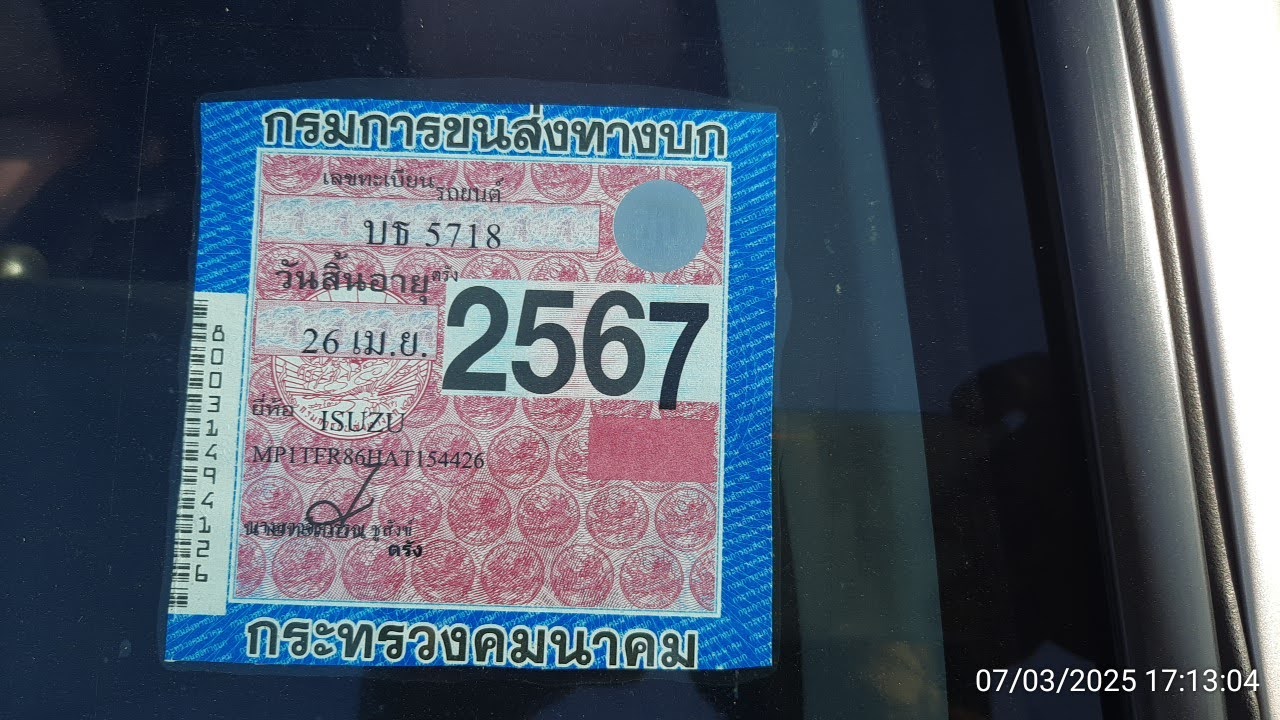 กรมการขนส่งทางบก
เลขทะเบียนรถยนต์
บธ 5718
วันสิ้นอายุ ตรัง
26 เม.ย. 2567
ยี่ห้อ ISUZU
MP1TFR86HAT154426
ตรัง
80031494126
กระทรวงคมนาคม
07/03/2025 17:13:04